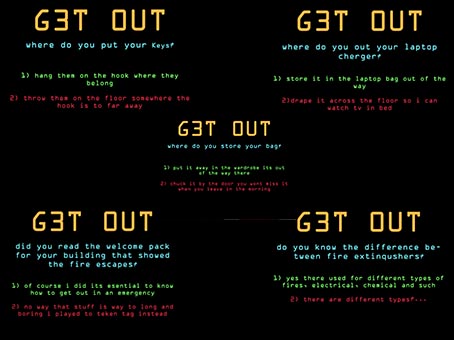 G3T OUT
where do you put your Keys?
1) hang them on the hook where they
belong
2) throw them on the floor somewhere the
hook is to far away
G3T OUT
where do you out your laptop
cherger?
1) store it in the laptop bag out of the
way
2)drape it across the floor so i can
watch tv in bed
G3T OUT
where do you store your bag?
1) put it away in the wardrobe its out
of the way there
2) chuck it by the door you wont miss it
when you leave in the morning
G3T OUT
did you read the welcome pack
for your building that showed
the fire escapes?
1) of course i did its esential to know
how to get out in an emergency
2) no way that stuff is way to long and
boring i played to taken tag instead
G3T OUT
do you know the difference be-
tween fire extinqushers?
1) yes there used for different types of
fires, electrical, chemical and such
2) there are different types?...